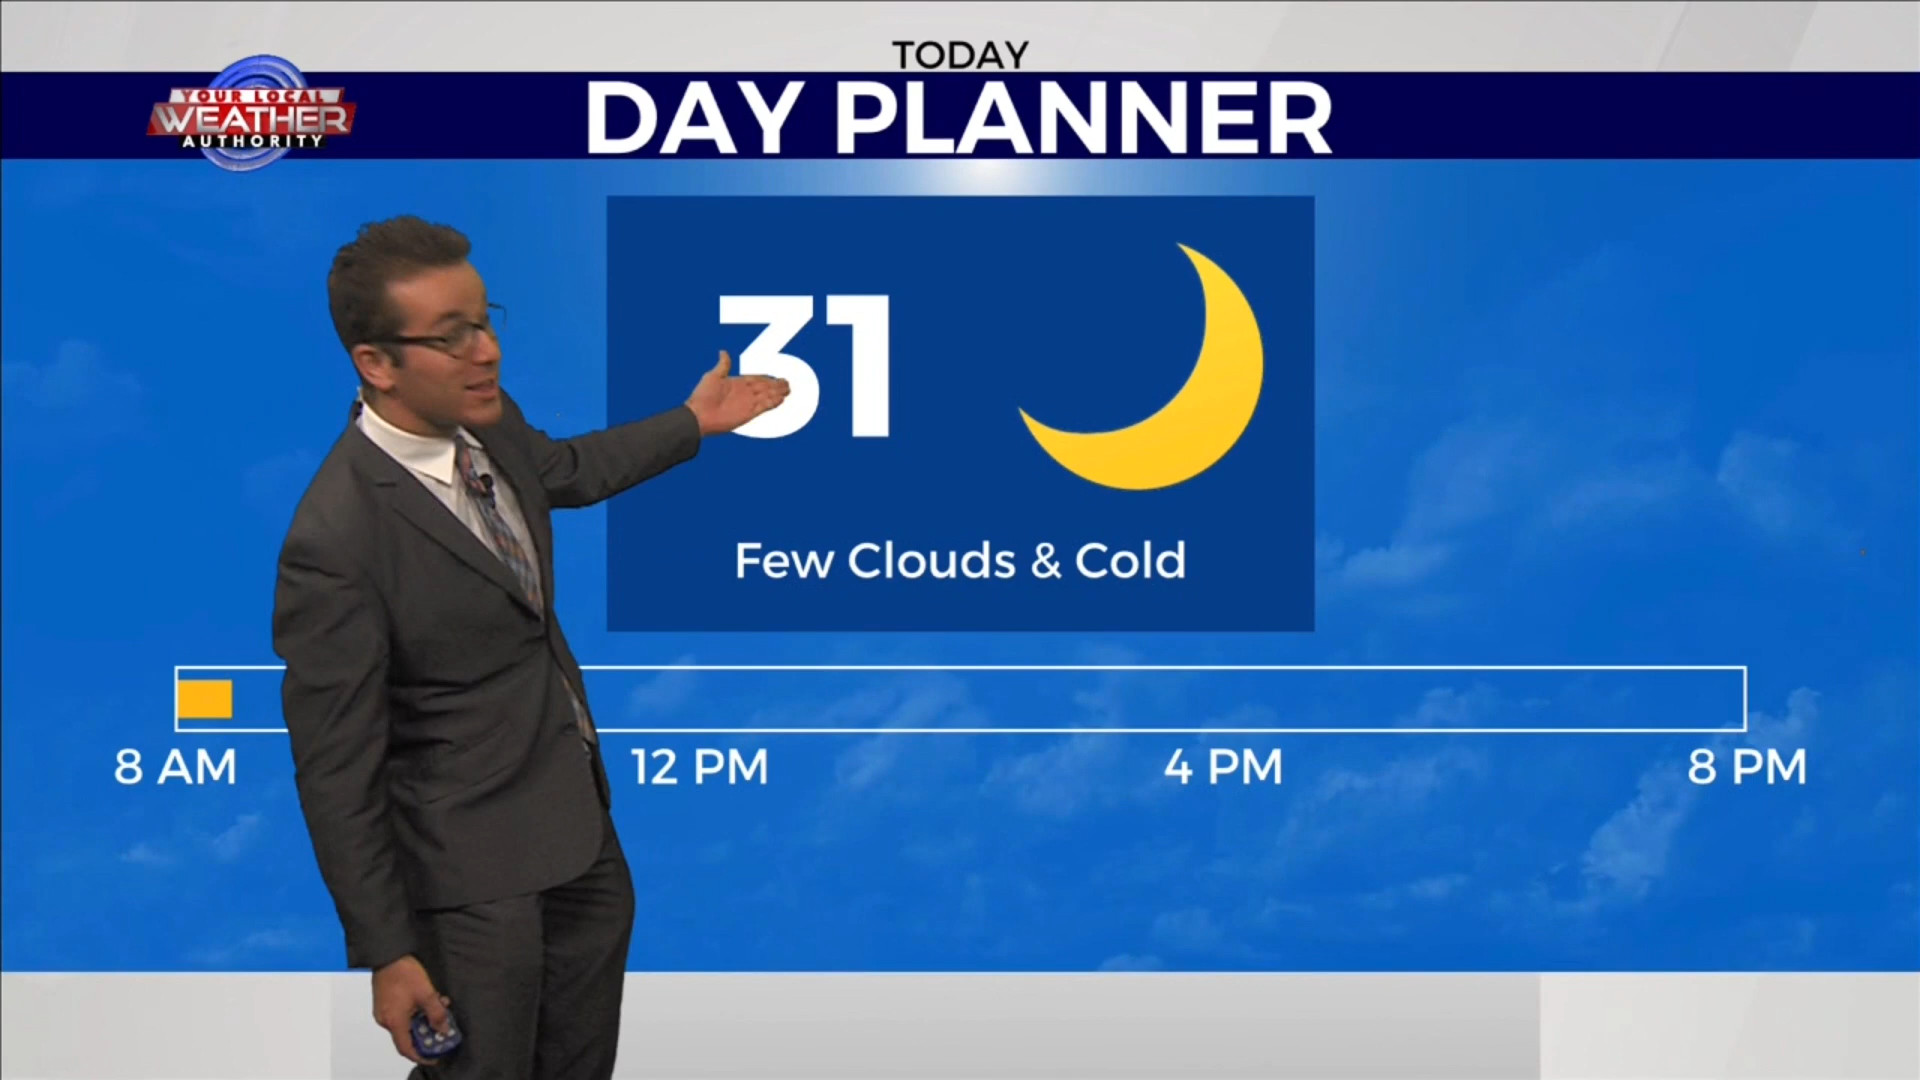 TODAY
DAY PLANNER
YOUR LOCAL
WEATHER
AUTHORITY
31
Few Clouds & Cold
8 AM
12 PM
4 PM
8 PM